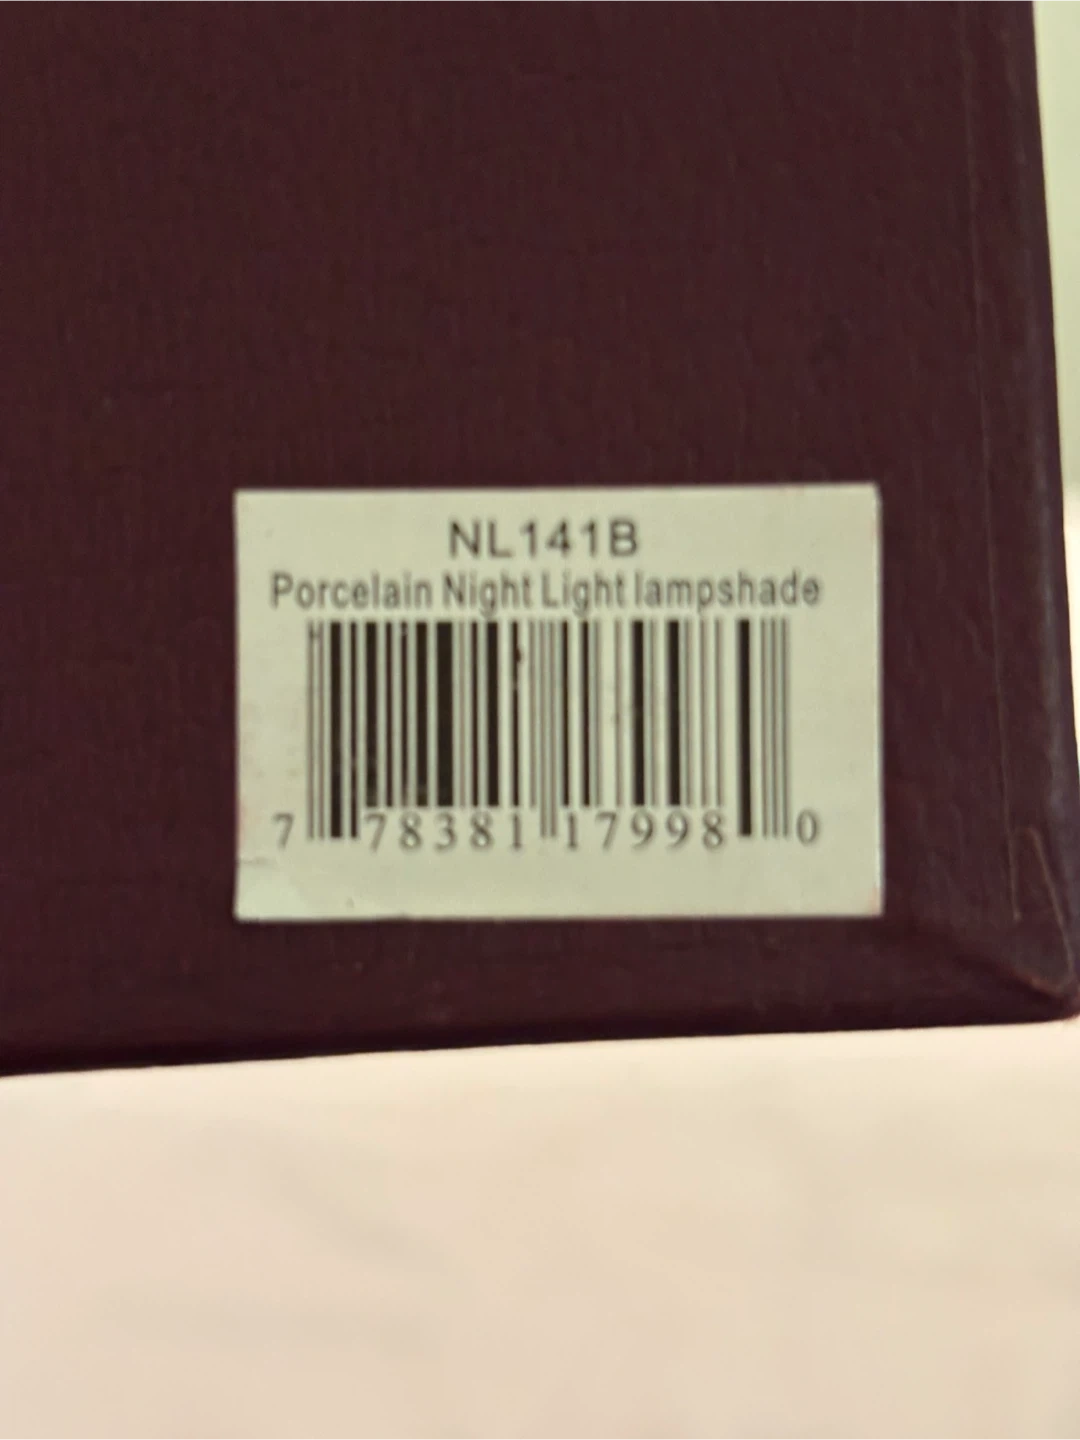 NL141B
Porcelain Night Light lampshade
7 78381 17998 0